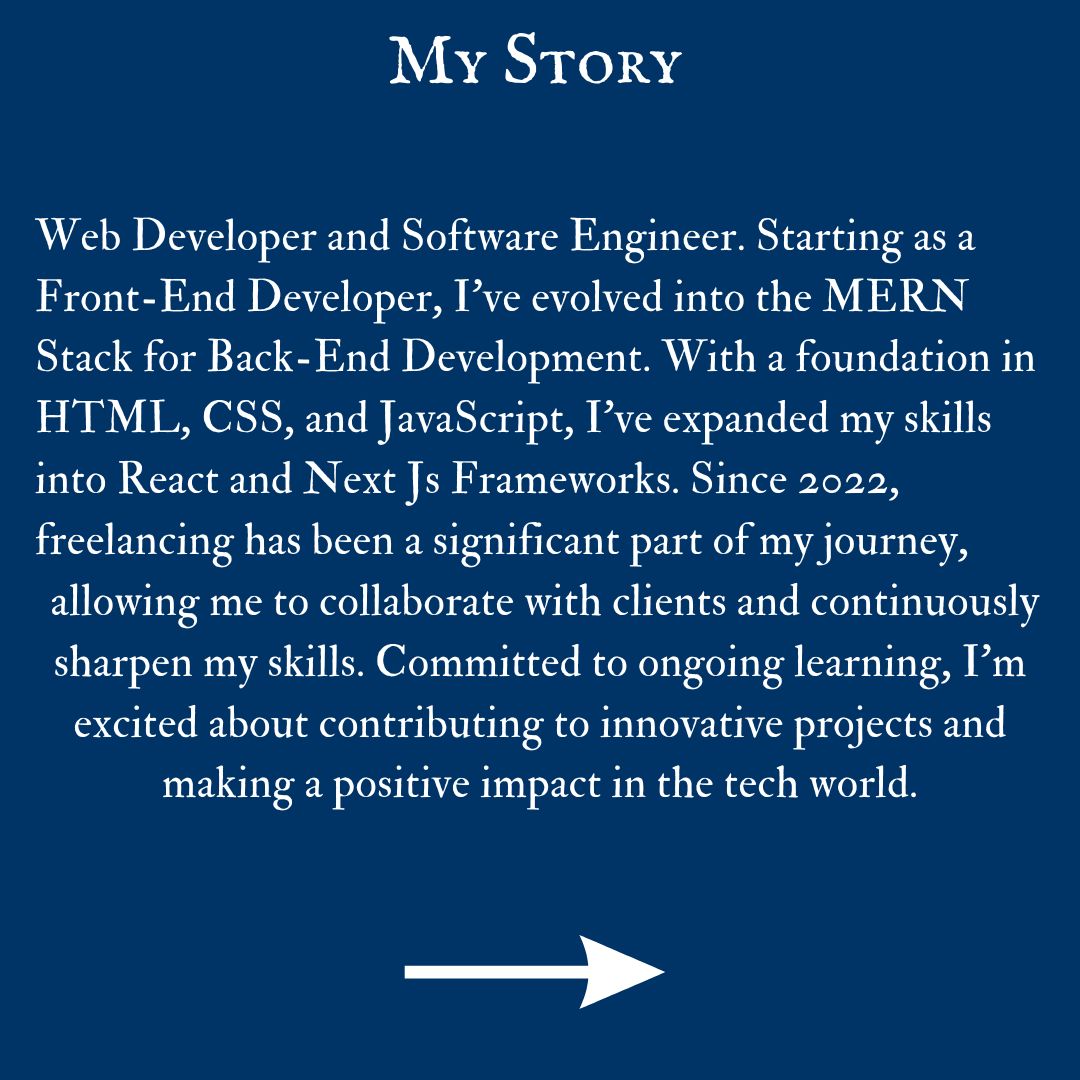 My Story
Web Developer and Software Engineer. Starting as a
Front-End Developer, I’ve evolved into the MERN
Stack for Back-End Development. With a foundation in
HTML, CSS, and JavaScript, I’ve expanded my skills
into React and Next Js Frameworks. Since 2022,
freelancing has been a significant part of my journey,
allowing me to collaborate with clients and continuously
sharpen my skills. Committed to ongoing learning, I’m
excited about contributing to innovative projects and
making a positive impact in the tech world.